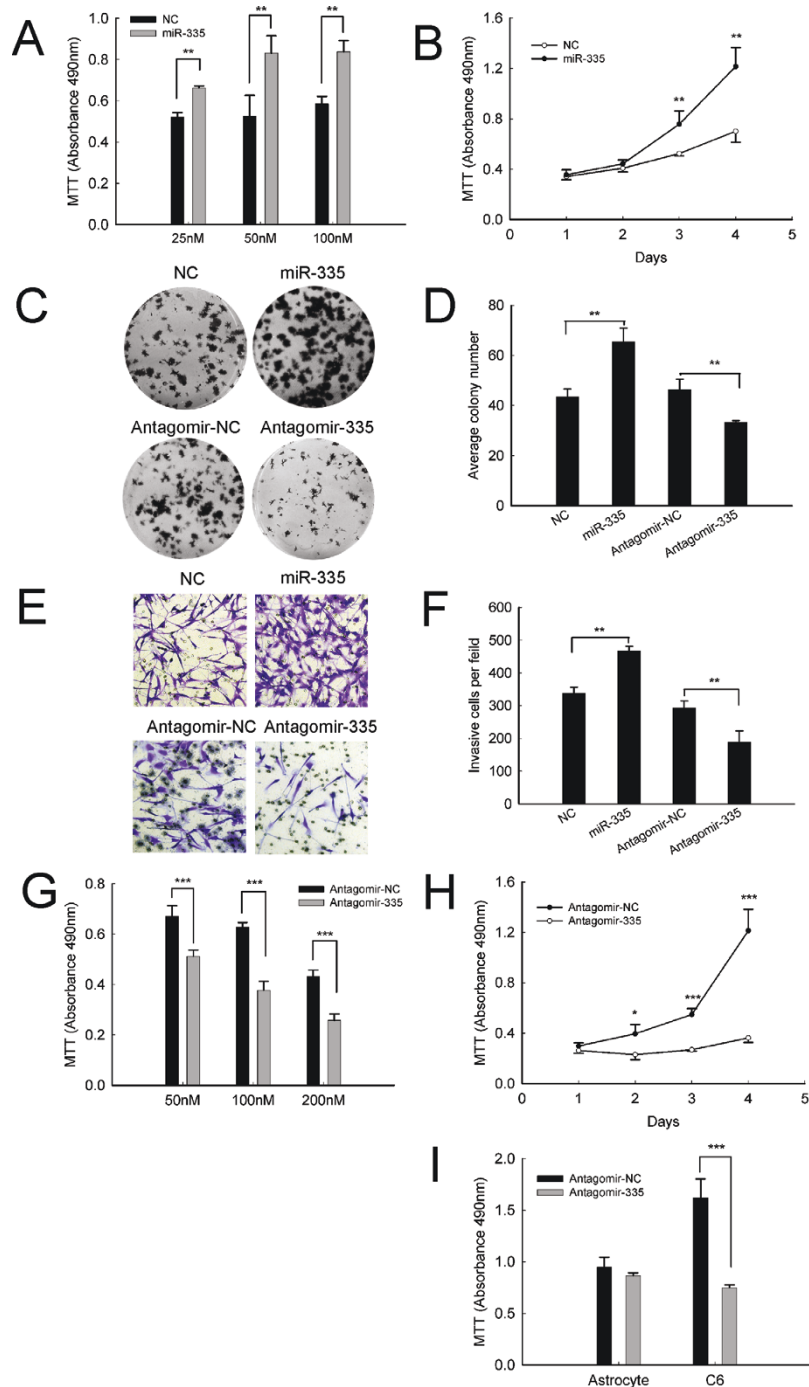 A
MTT (Absorbance 490nm)
1.0
0.8
0.6
0.4
0.2
0.0
NC
miR-335
**
**
**
25nM
50nM
100nM
B
MTT (Absorbance 490nm)
1.6
1.2
0.8
0.4
0.0
NC
miR-335
**
**
0
1
2
3
4
5
Days
C
NC
miR-335
Antagomir-NC
Antagomir-335
D
Average colony number
80
60
40
20
0
**
**
NC
miR-335
Antagomir-NC
Antagomir-335
E
NC
miR-335
Antagomir-NC
Antagomir-335
F
Invasive cells per feild
600
500
400
300
200
100
0
**
**
NC
miR-335
Antagomir-NC
Antagomir-335
G
MTT (Absorbance 490nm)
0.8
0.6
0.4
0.2
0.0
Antagomir-NC
Antagomir-335
***
***
***
50nM
100nM
200nM
H
MTT (Absorbance 490nm)
1.6
1.2
0.8
0.4
0.0
Antagomir-NC
Antagomir-335
*
***
***
0
1
2
3
4
5
Days
I
MTT (Absorbance 490nm)
2.0
1.5
1.0
0.5
0.0
Antagomir-NC
Antagomir-335
***
Astrocyte
C6